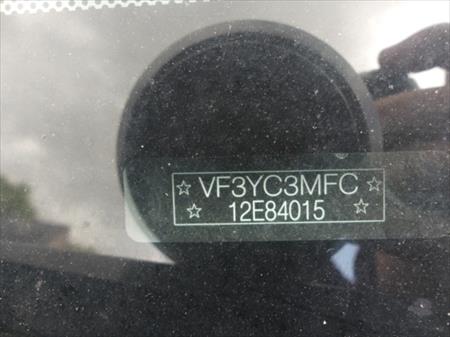 ☆ VF3YC3MFC ☆
☆ 12E84015 ☆